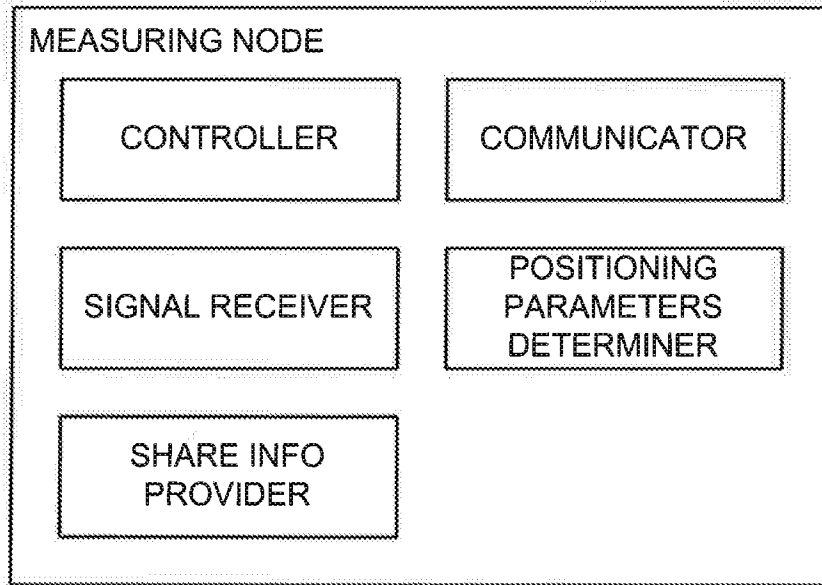 MEASURING NODE
CONTROLLER
COMMUNICATOR
SIGNAL RECEIVER
POSITIONING
PARAMETERS
DETERMINER
SHARE INFO
PROVIDER